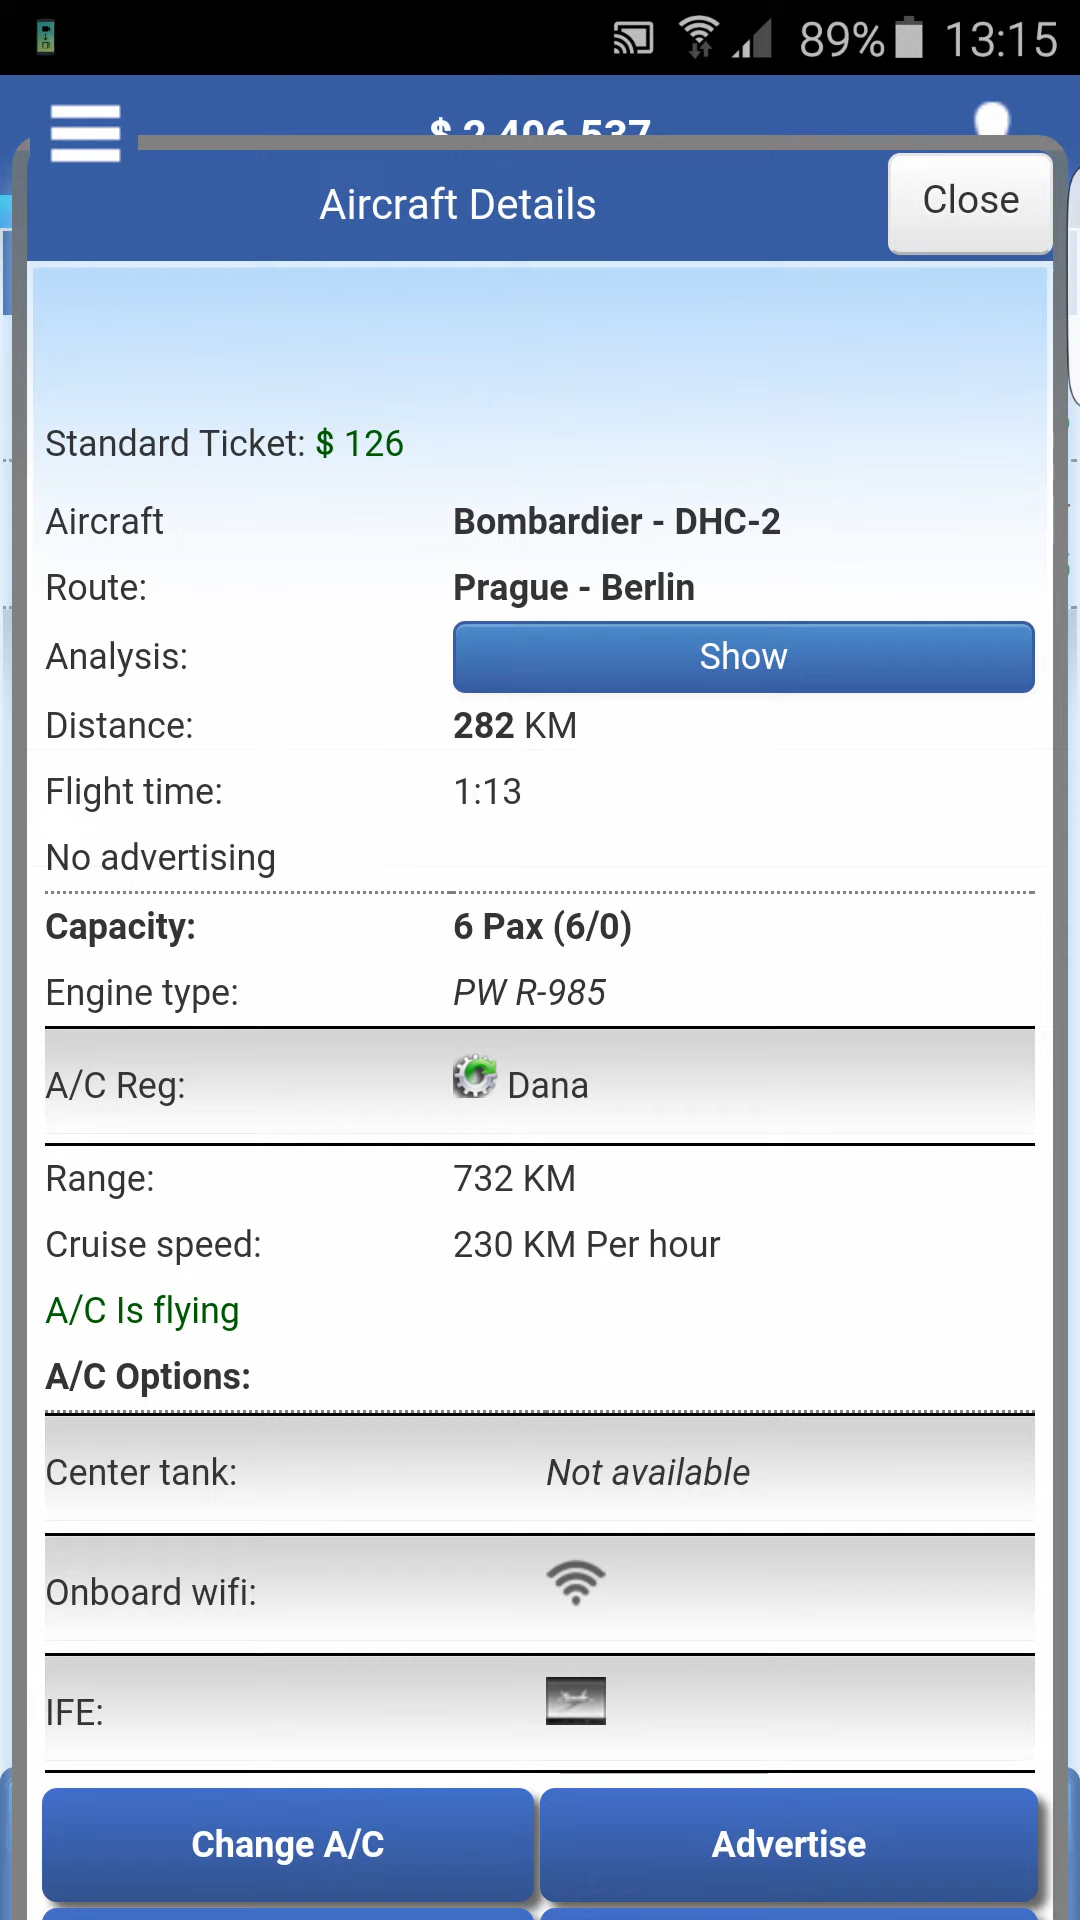 89% 13:15
$ 2,406,537
Aircraft Details
Close
Standard Ticket: $ 126
Aircraft Bombardier - DHC-2
Route: Prague - Berlin
Analysis: Show
Distance: 282 KM
Flight time: 1:13
No advertising
Capacity: 6 Pax (6/0)
Engine type: PW R-985
A/C Reg: Dana
Range: 732 KM
Cruise speed: 230 KM Per hour
A/C Is flying
A/C Options:
Center tank: Not available
Onboard wifi:
IFE:
Change A/C Advertise